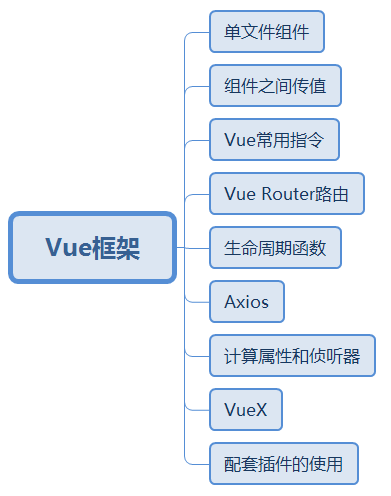 Vue框架
单文件组件
组件之间传值
Vue常用指令
Vue Router路由
生命周期函数
Axios
计算属性和侦听器
VueX
配套插件的使用